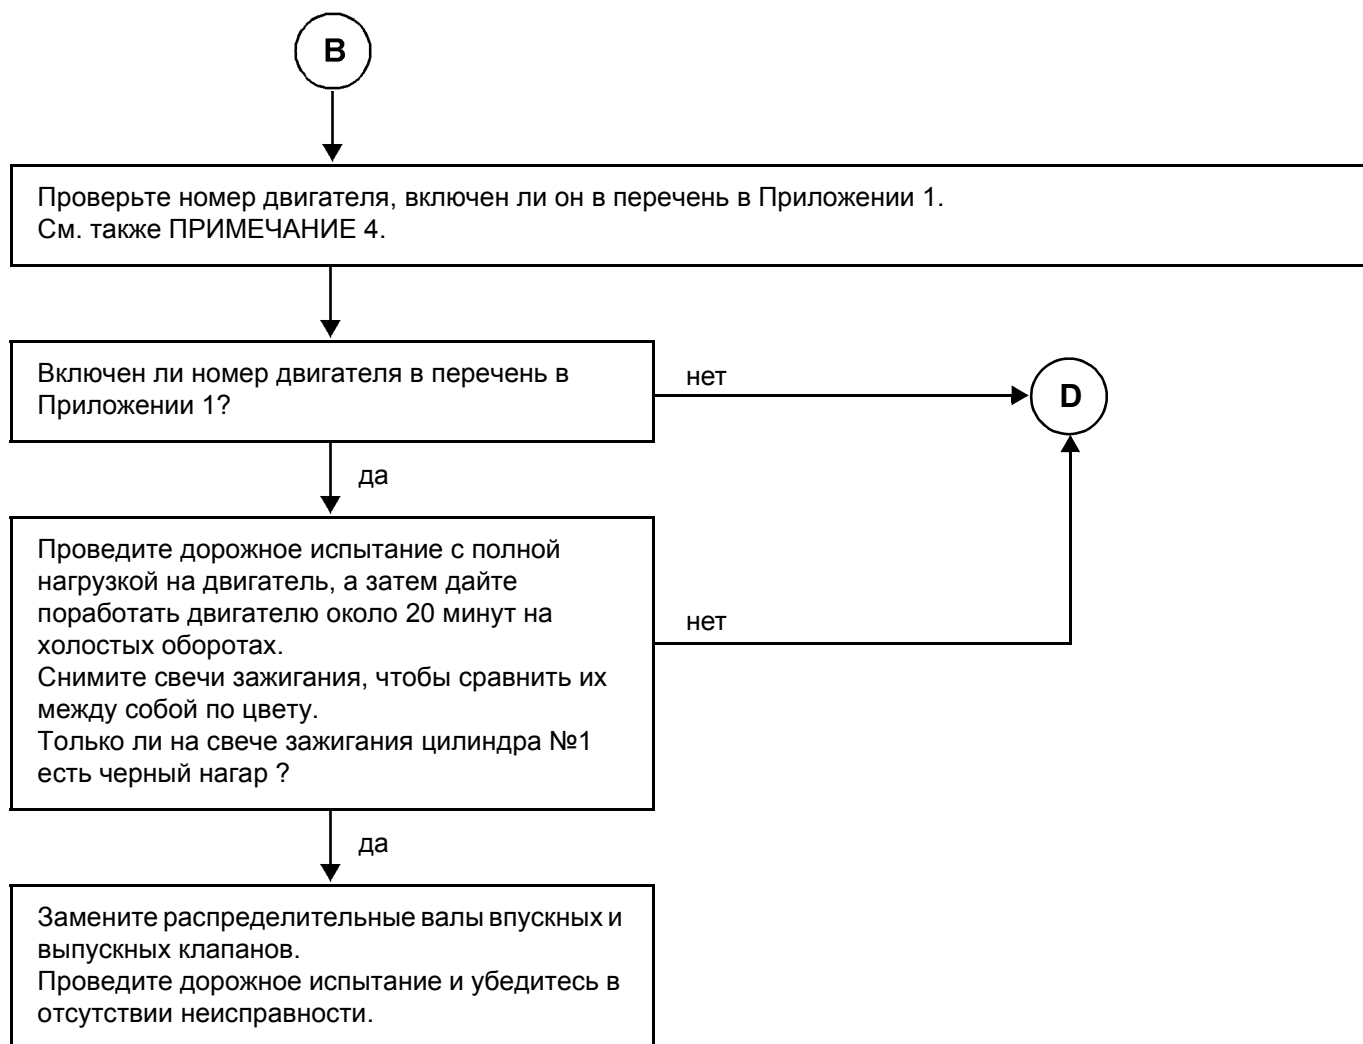 B
Проверьте номер двигателя, включен ли он в перечень в Приложении 1.
См. также ПРИМЕЧАНИЕ 4.
Включен ли номер двигателя в перечень в
Приложении 1?
нет
D
да
Проведите дорожное испытание с полной
нагрузкой на двигатель, а затем дайте
поработать двигателю около 20 минут на
холостых оборотах.
Снимите свечи зажигания, чтобы сравнить их
между собой по цвету.
Только ли на свече зажигания цилиндра №1
есть черный нагар ?
нет
да
Замените распределительные валы впускных и
выпускных клапанов.
Проведите дорожное испытание и убедитесь в
отсутствии неисправности.